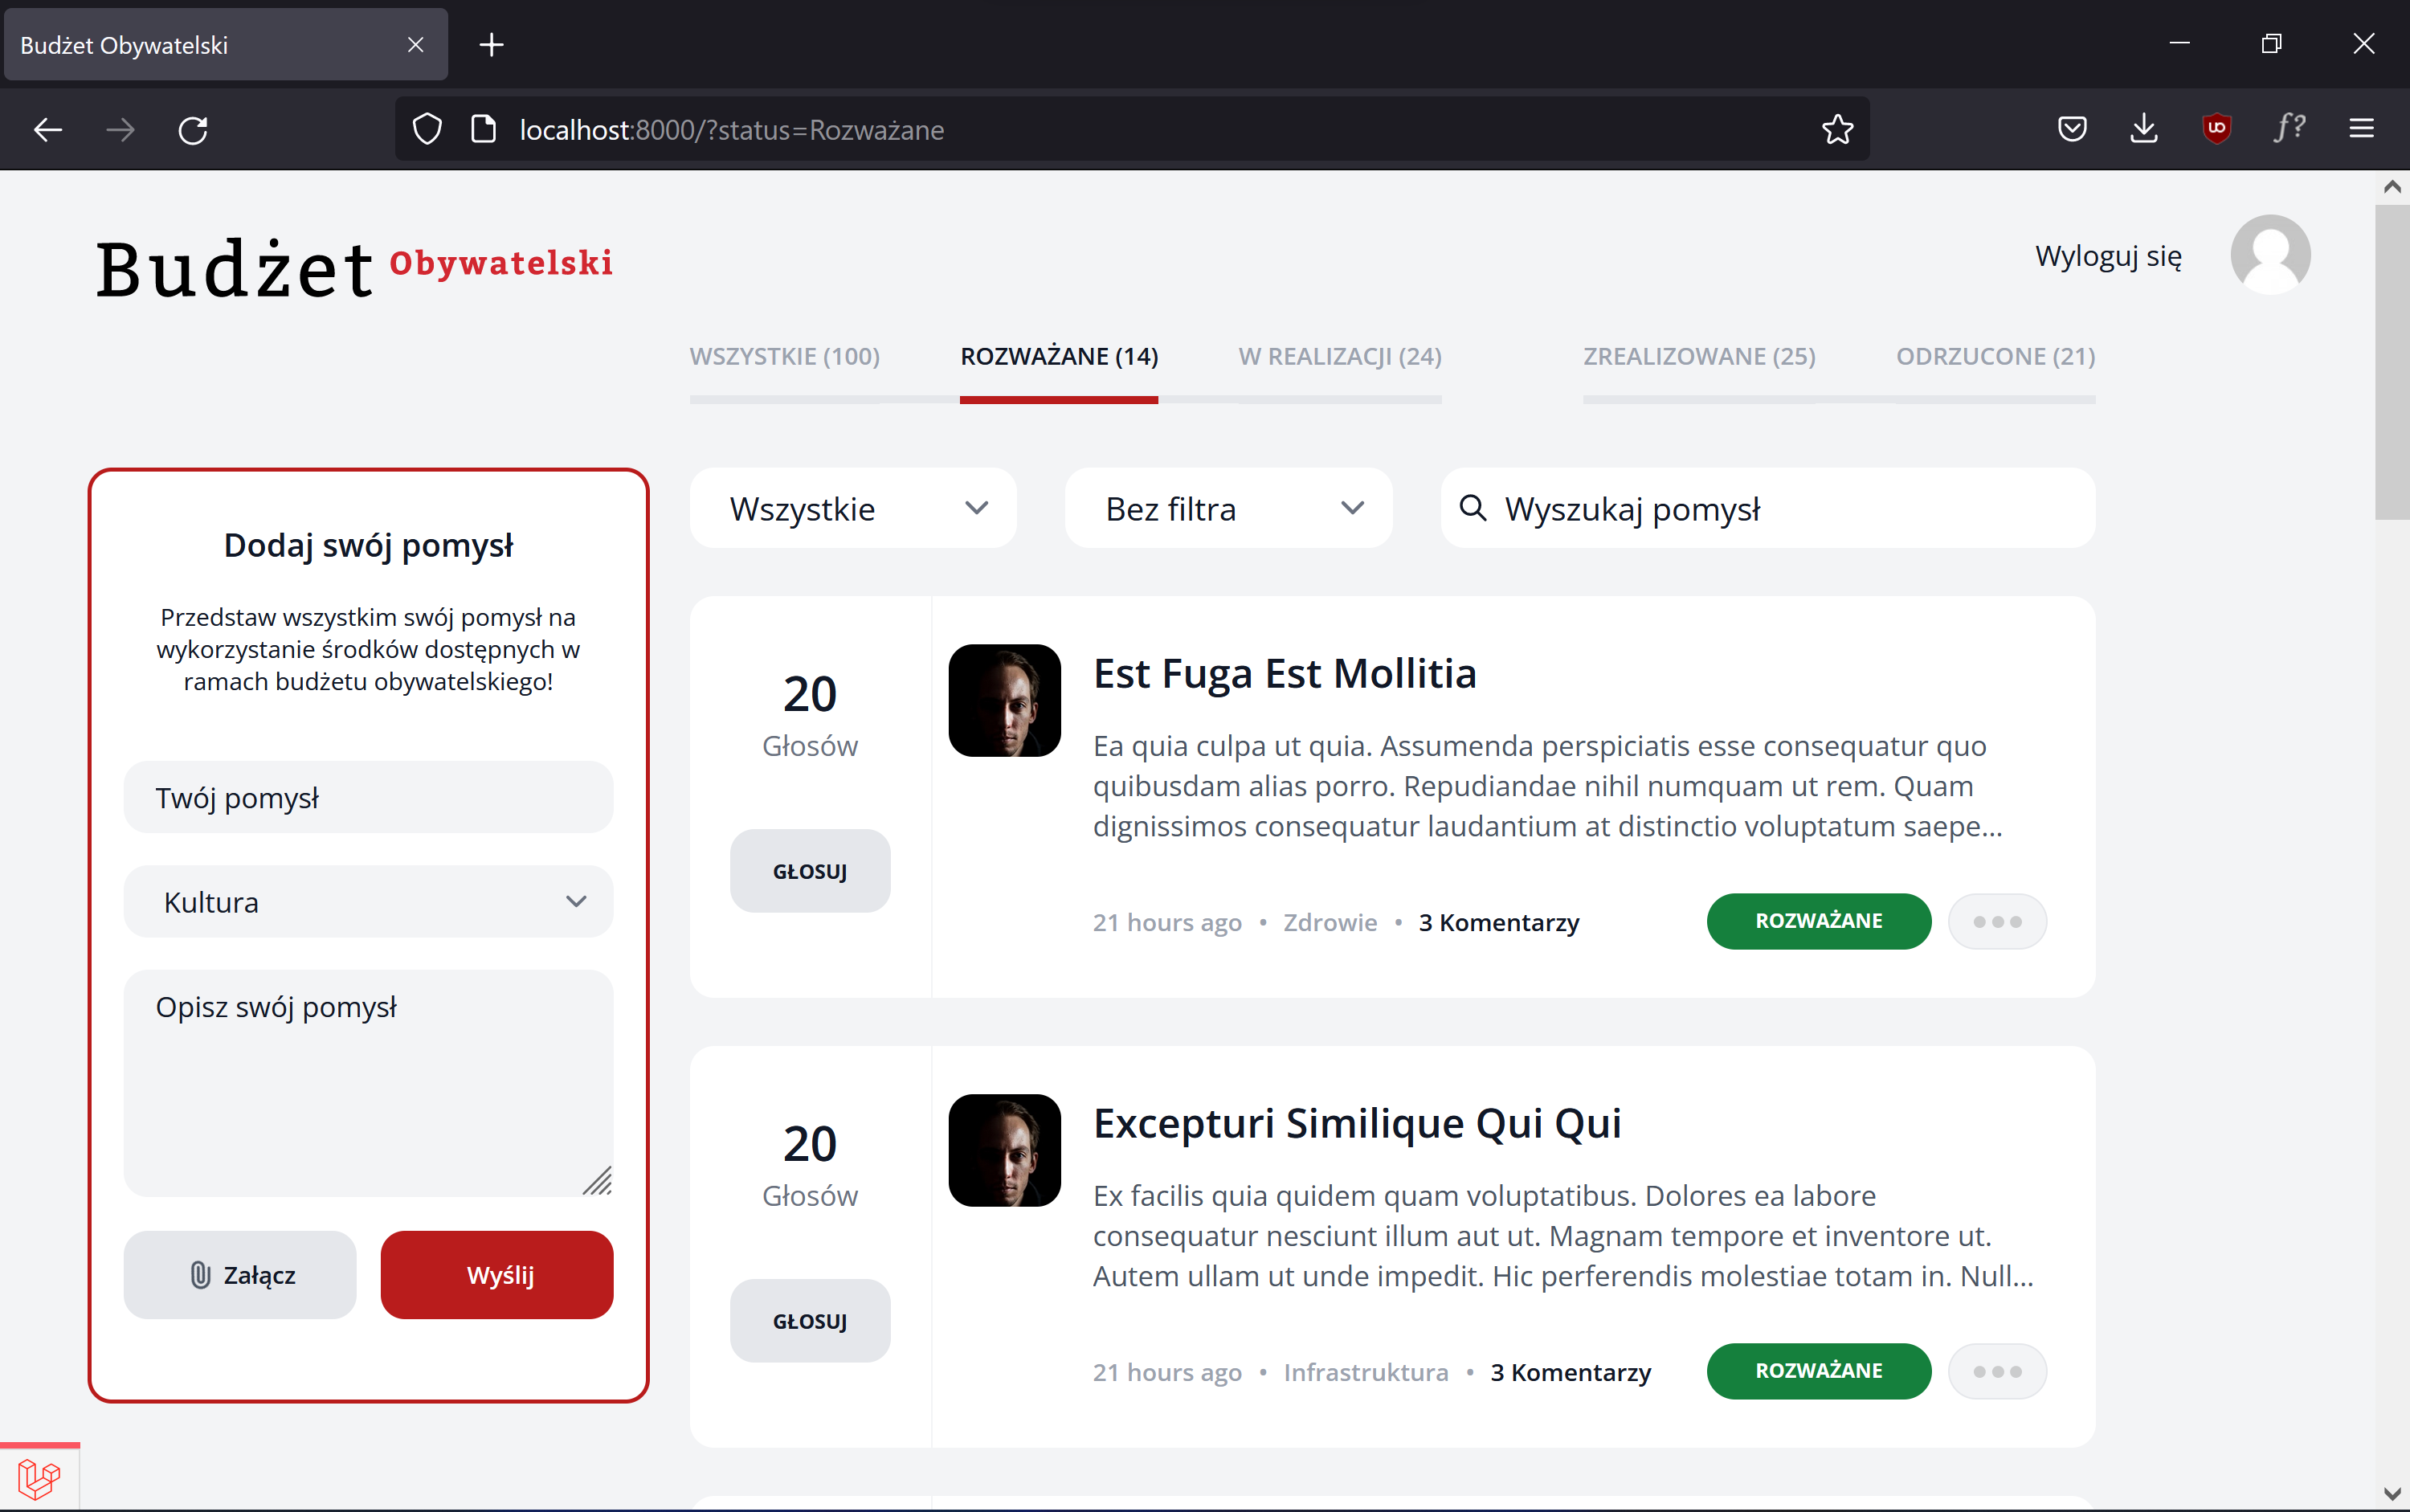 Budżet Obywatelski
localhost:8000/?status=Rozważane
Budżet Obywatelski
Wyloguj się
WSZYSTKIE (100)
ROZWAŻANE (14)
W REALIZACJI (24)
ZREALIZOWANE (25)
ODRZUCONE (21)
Dodaj swój pomysł
Przedstaw wszystkim swój pomysł na
wykorzystanie środków dostępnych w
ramach budżetu obywatelskiego!
Twój pomysł
Kultura
Opisz swój pomysł
Załącz
Wyślij
Wszystkie
Bez filtra
Wyszukaj pomysł
20
Głosów
GŁOSUJ
Est Fuga Est Mollitia
Ea quia culpa ut quia. Assumenda perspiciatis esse consequatur quo
quibusdam alias porro. Repudiandae nihil numquam ut rem. Quam
dignissimos consequatur laudantium at distinctio voluptatum saepe...
21 hours ago • Zdrowie • 3 Komentarzy
ROZWAŻANE
20
Głosów
GŁOSUJ
Excepturi Similique Qui Qui
Ex facilis quia quidem quam voluptatibus. Dolores ea labore
consequatur nesciunt illum aut ut. Magnam tempore et inventore ut.
Autem ullam ut unde impedit. Hic perferendis molestiae totam in. Null...
21 hours ago • Infrastruktura • 3 Komentarzy
ROZWAŻANE